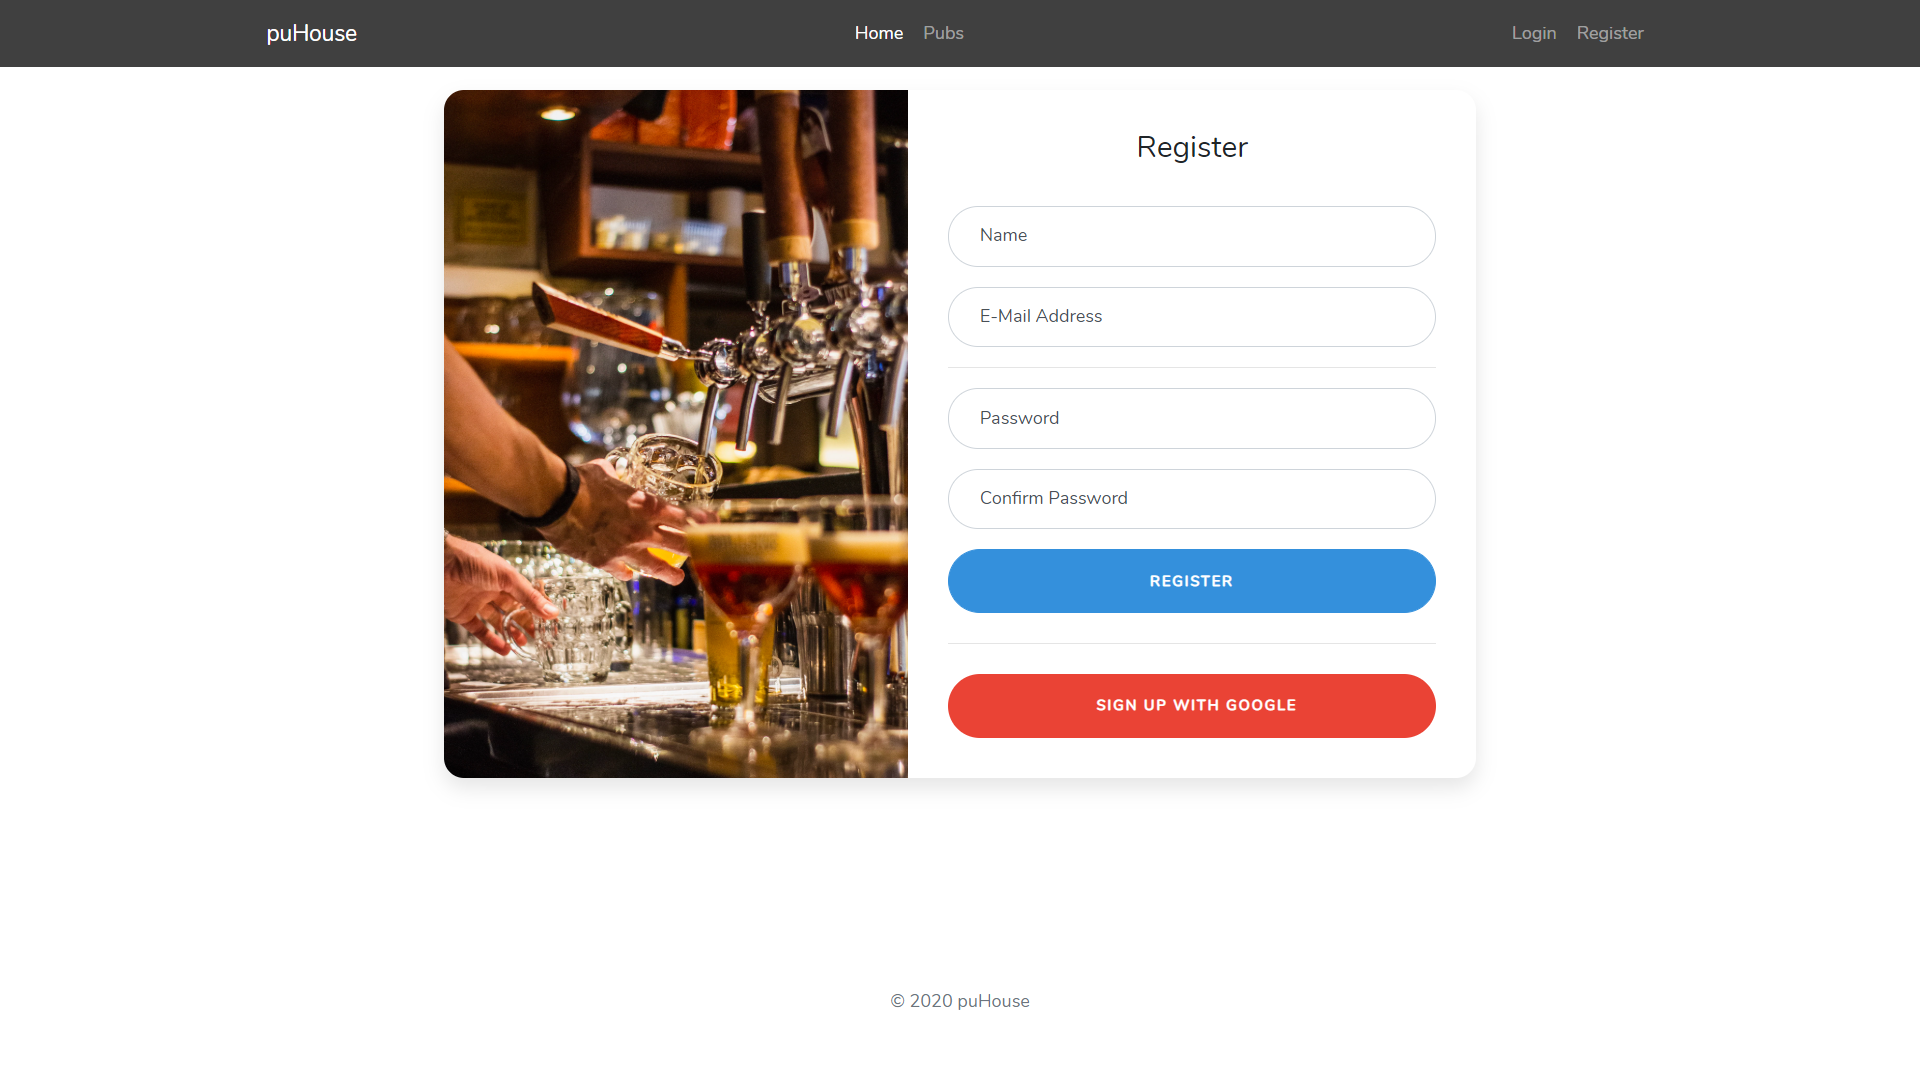 puHouse
Home Pubs
Login Register
Register
Name
E-Mail Address
Password
Confirm Password
REGISTER
SIGN UP WITH GOOGLE
© 2020 puHouse